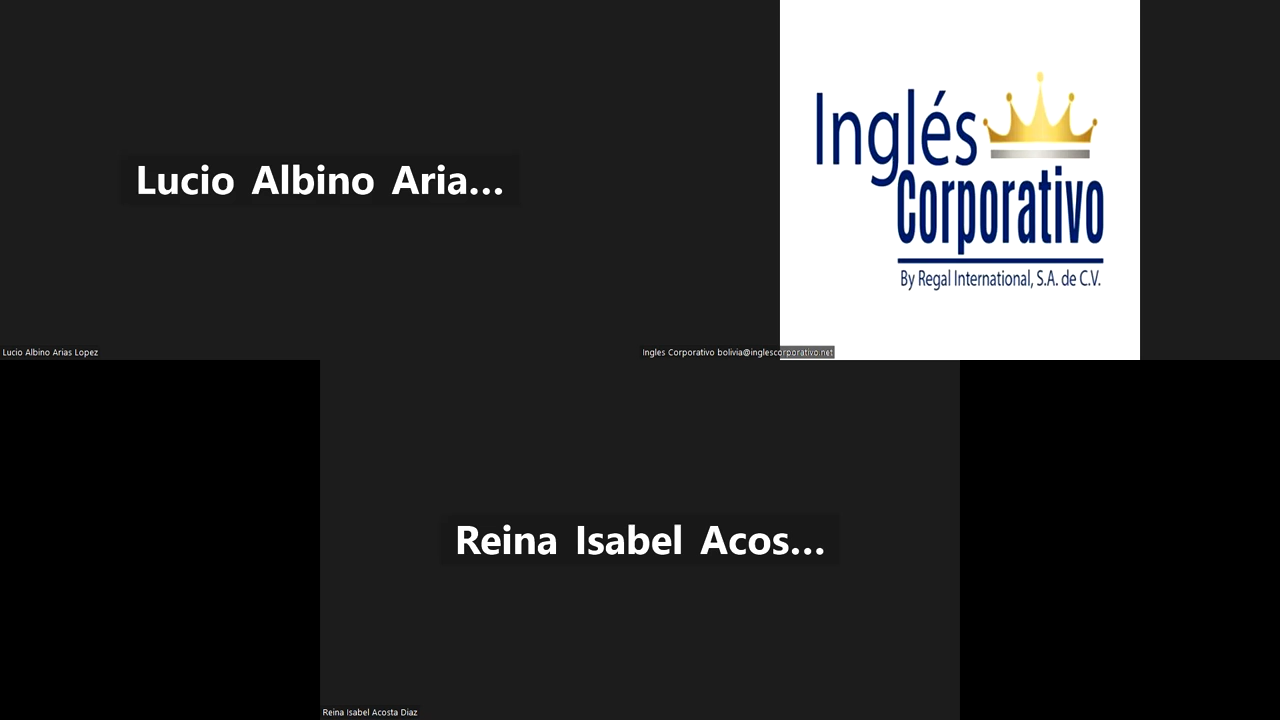 Lucio Albino Aria...
Lucio Albino Arias Lopez
Inglés
Corporativo
By Regal International, S.A. de C.V.
Ingles Corporativo bolivia@inglescorporativo.net
Reina Isabel Acos...
Reina Isabel Acosta Diaz